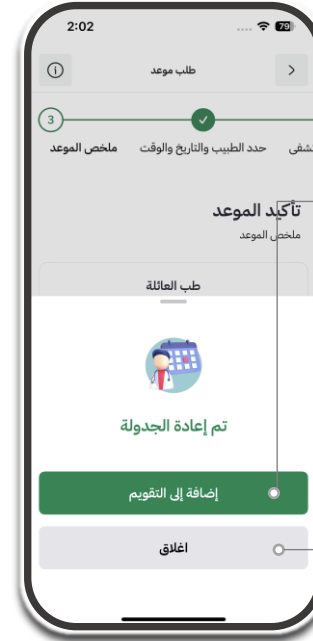 2:02
79
طلب موعد
3
شفى
حدد الطبيب والتاريخ والوقت
ملخص الموعد
تأكيد الموعد
ملخص الموعد
طب العائلة
تم إعادة الجدولة
إضافة إلى التقويم
اغلاق